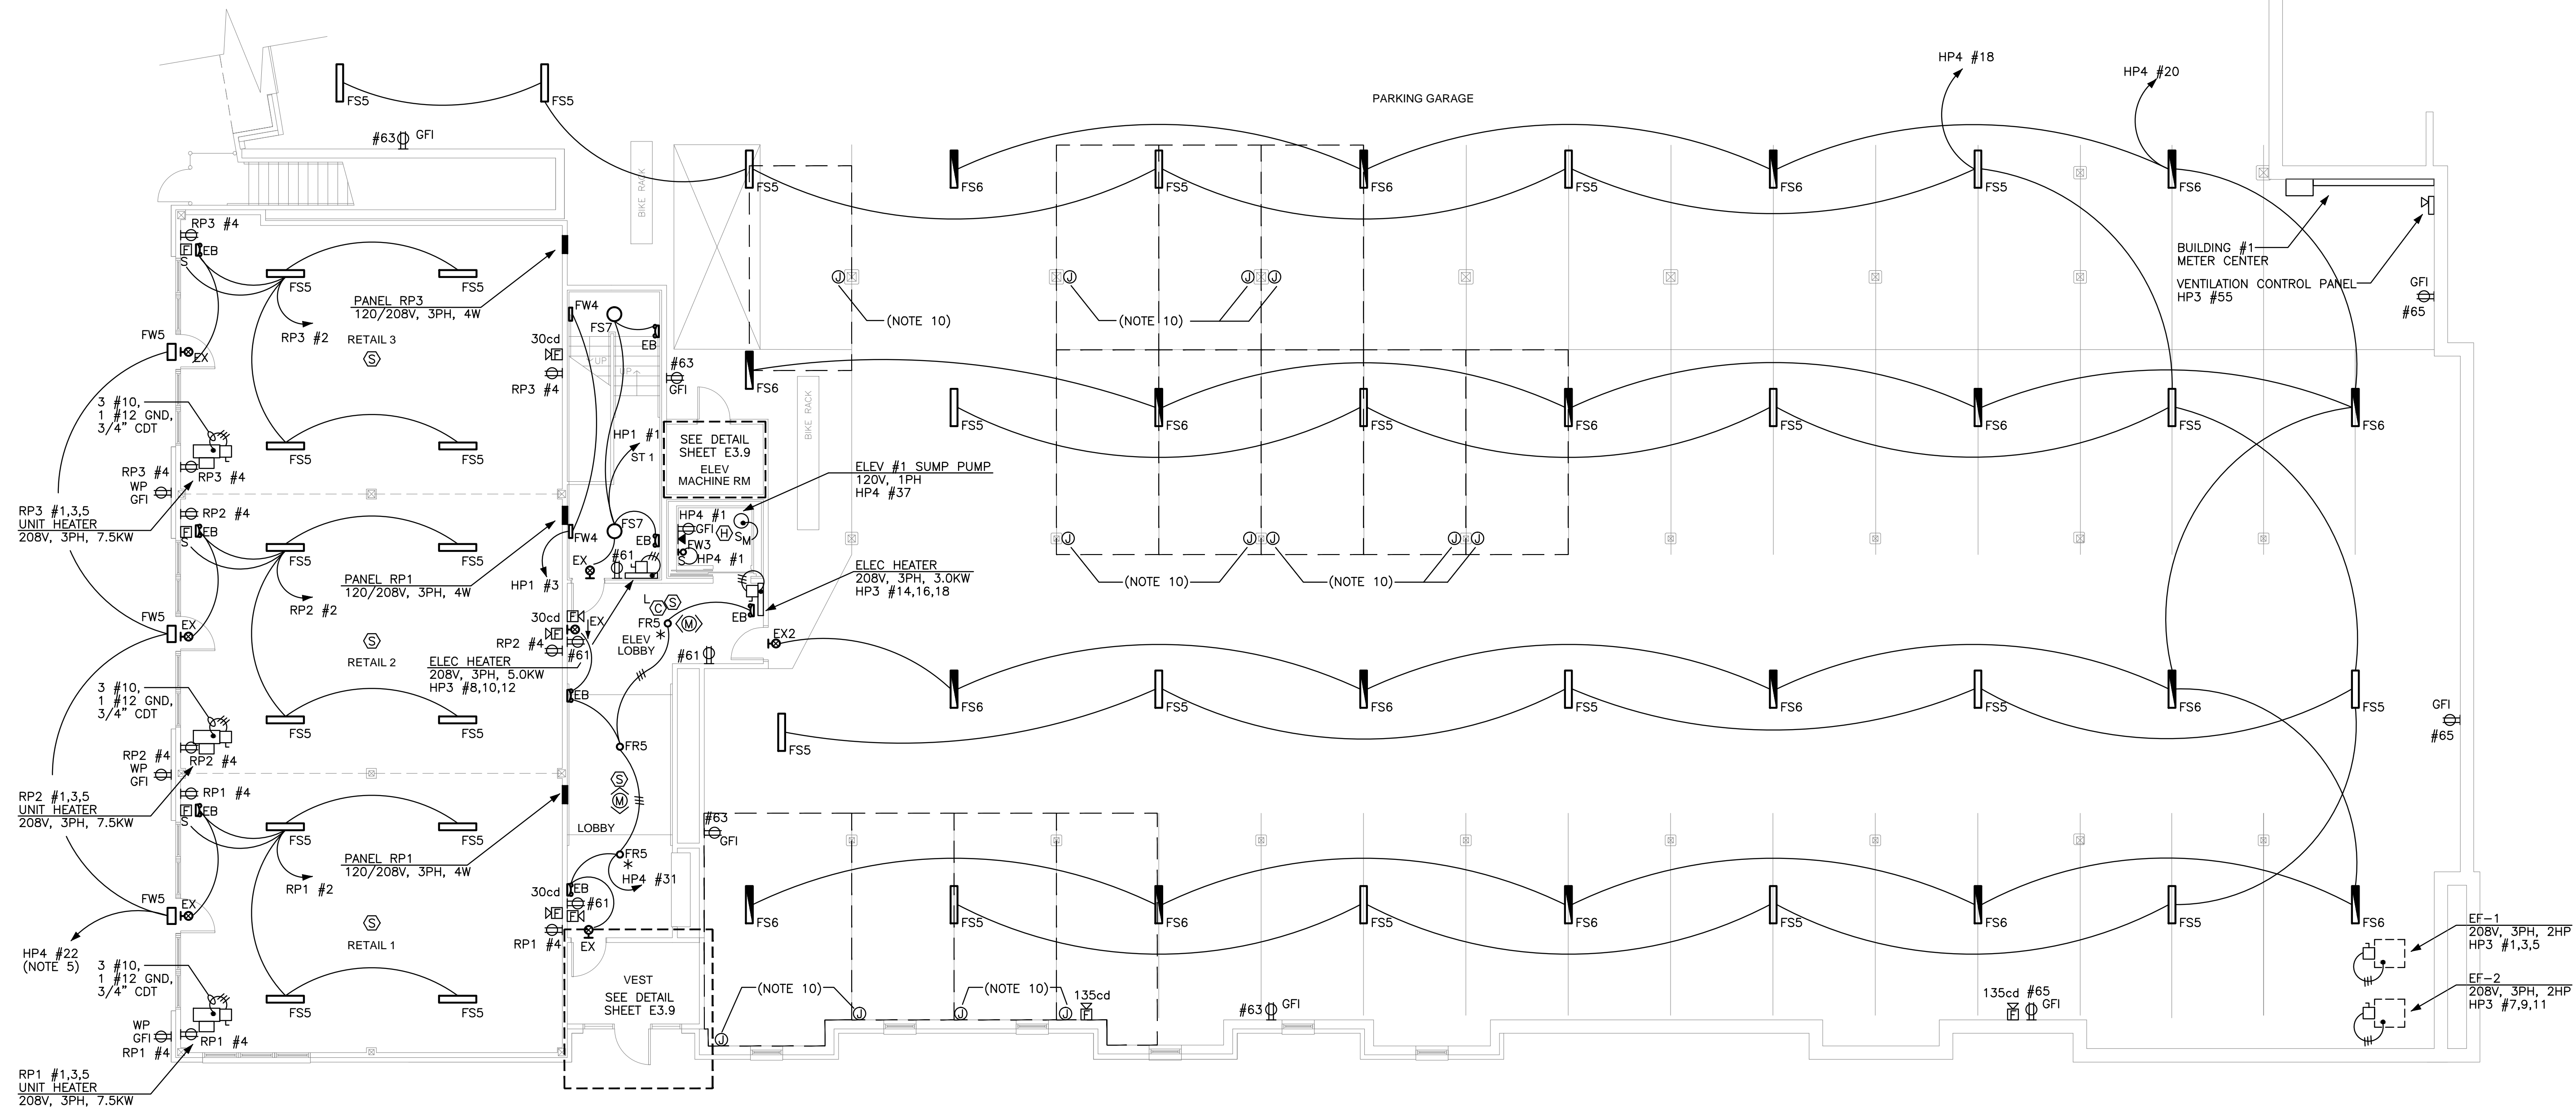 HP4 #18
HP4 #20
PARKING GARAGE
FS5
FS5
#63
GFI
BIKE RACK
FS5
FS6
FS5
FS6
FS5
FS6
FS5
FS6
BUILDING #1
METER CENTER
VENTILATION CONTROL PANEL
HP3 #55
GFI
#65
RP3 #4
F
EB
S
FS5
FS5
PANEL RP3
120/208V, 3PH, 4W
RP3 #2
RETAIL 3
S
FW5
EX
FW4
FS7
EB
30cd
F
RP3 #4
UP
UP
#63
GFI
J
(NOTE 10)
J
J
J
(NOTE 10)
FS6
BIKE RACK
FS5
FS6
FS5
FS6
FS5
FS6
FS5
FS6
3 #10,
1 #12 GND,
3/4" CDT
FS5
FS5
RP3 #4
WP
GFI
RP3 #4
RP3 #1,3,5
UNIT HEATER
208V, 3PH, 7.5KW
HP1 #1
ST 1
SEE DETAIL
SHEET E3.9
ELEV
MACHINE RM
ELEV #1 SUMP PUMP
120V, 1PH
HP4 #37
RP2 #4
F
EB
S
FS5
FS5
PANEL RP1
120/208V, 3PH, 4W
RP2 #2
RETAIL 2
S
FW5
EX
FW4
FS7
EB
EX
#61
HP1 #3
HP4 #1
GFI
H
S
M
FW3
S
HP4 #1
ELEC HEATER
208V, 3PH, 3.0KW
HP3 #14,16,18
J
J
J
J
J
(NOTE 10)
(NOTE 10)
30cd
F
F
EX
RP2 #4
#61
L
C
S
FR5
*
M
EB
ELEV
LOBBY
#61
EX2
ELEC HEATER
208V, 3PH, 5.0KW
HP3 #8,10,12
EB
FS6
FS5
FS6
FS5
FS6
FS5
FS6
FS5
FS5
GFI
#65
3 #10,
1 #12 GND,
3/4" CDT
FS5
FS5
RP2 #4
WP
GFI
RP2 #4
RP2 #1,3,5
UNIT HEATER
208V, 3PH, 7.5KW
FR5
S
M
LOBBY
FR5
*
HP4 #31
#63
GFI
RP1 #4
F
EB
S
FS5
FS5
PANEL RP1
120/208V, 3PH, 4W
RP1 #2
RETAIL 1
S
FW5
EX
HP4 #22
(NOTE 5)
30cd
F
F
EB
#61
RP1 #4
EX
FS6
FS5
FS6
FS5
FS6
FS5
FS6
FS5
FS6
EF-1
208V, 3PH, 2HP
HP3 #1,3,5
EF-2
208V, 3PH, 2HP
HP3 #7,9,11
3 #10,
1 #12 GND,
3/4" CDT
FS5
FS5
WP
GFI
RP1 #4
RP1 #4
RP1 #1,3,5
UNIT HEATER
208V, 3PH, 7.5KW
VEST
SEE DETAIL
SHEET E3.9
(NOTE 10)
(NOTE 10)
J
J
J
J
135cd
F
#63
GFI
135cd
F
#65
GFI